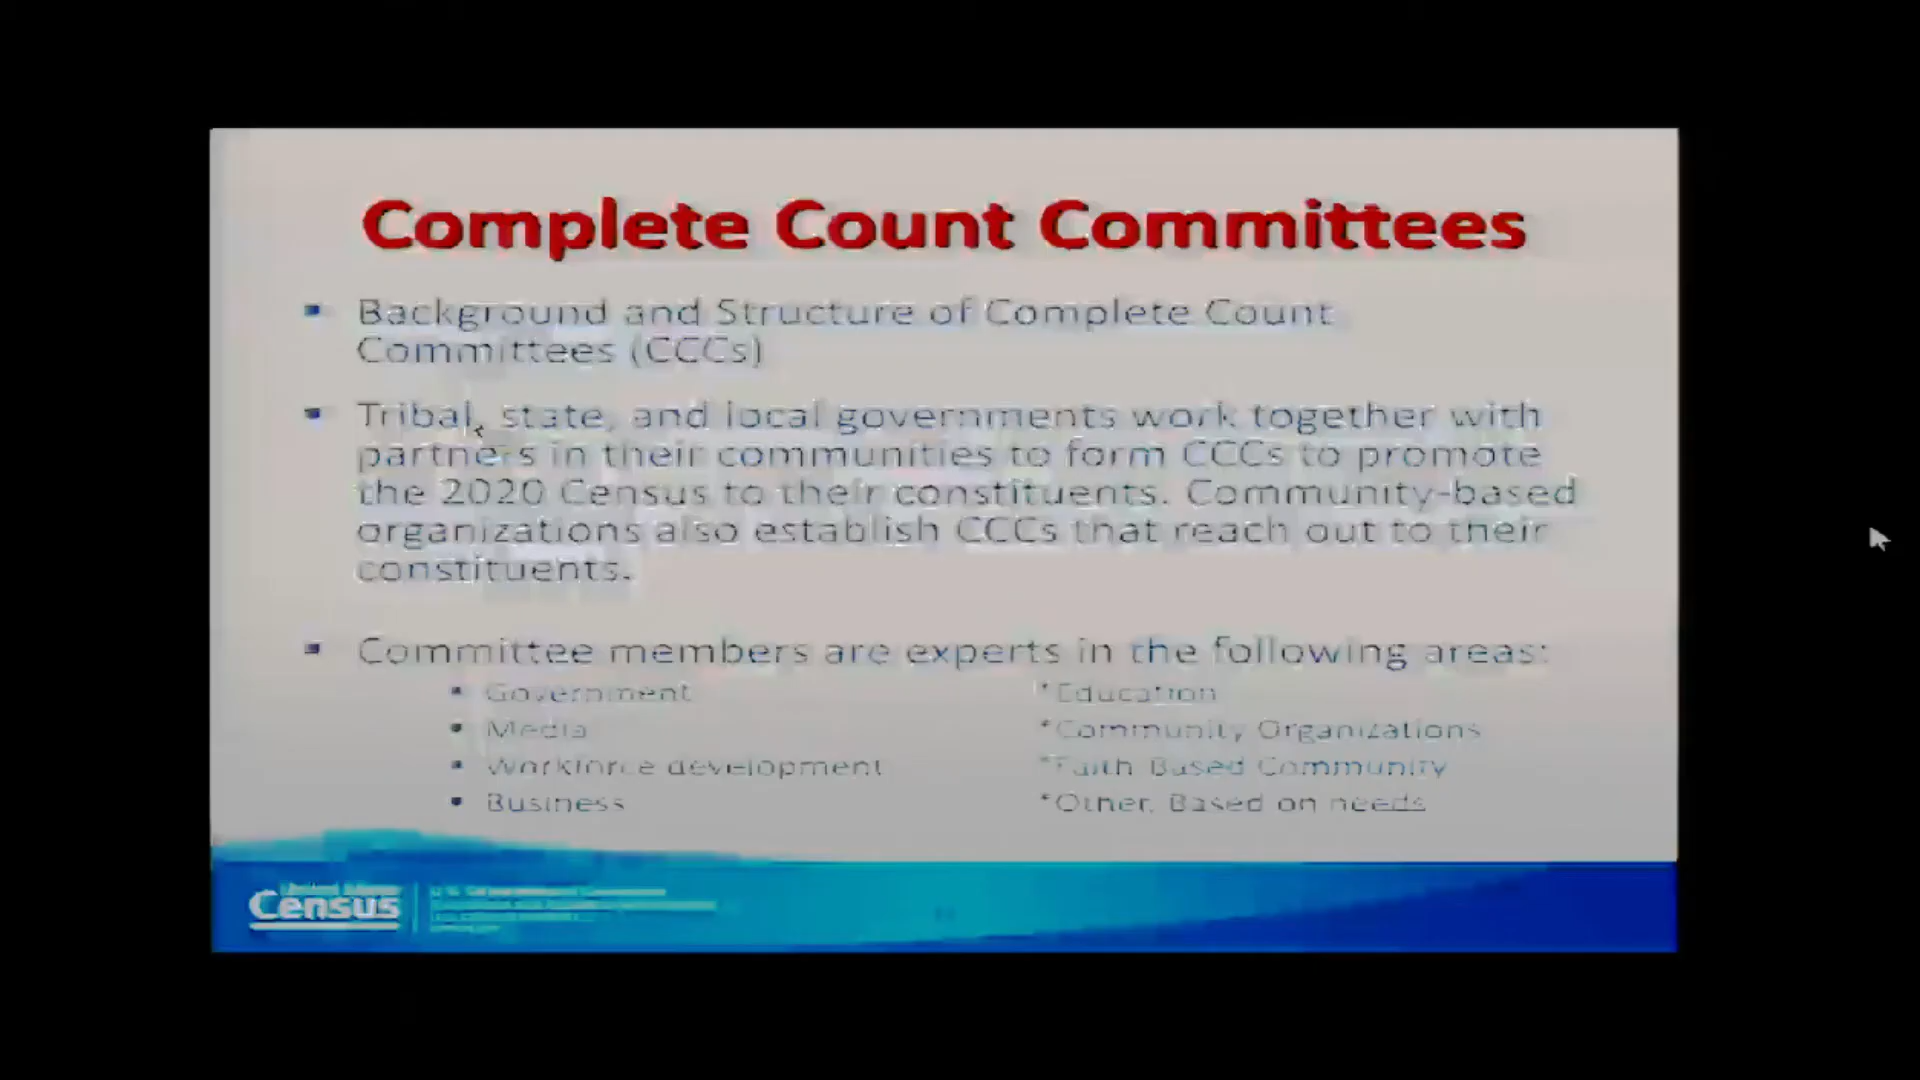 Complete Count Committees
Background and Structure of Complete Count
Committees (CCCs)
Tribal, state, and local governments work together with
partners in their communities to form CCCs to promote
the 2020 Census to their constituents. Community-based
organizations also establish CCCs that reach out to their
constituents.
Committee members are experts in the following areas:
Government *Education
Media *Community Organizations
Workforce development *Faith Based Community
Business *Other, Based on needs
Census